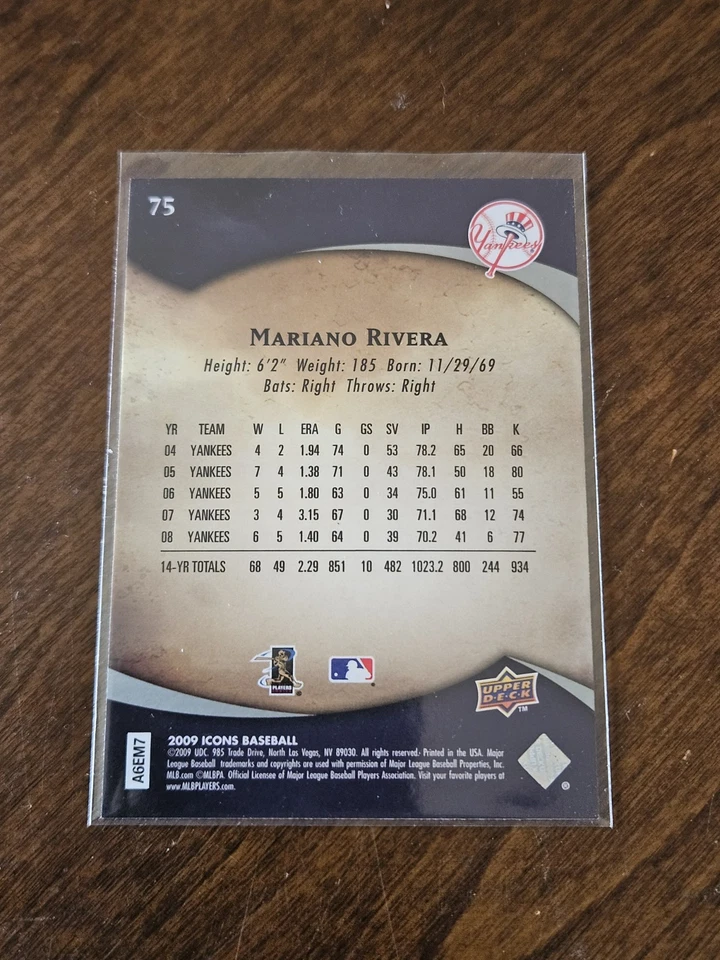 75
Yankees
MARIANO RIVERA
Height: 6'2" Weight: 185 Born: 11/29/69
Bats: Right Throws: Right
YR TEAM W L ERA G GS SV IP H BB K
04 YANKEES 4 2 1.94 74 0 53 78.2 65 20 66
05 YANKEES 7 4 1.38 71 0 43 78.1 50 18 80
06 YANKEES 5 5 1.80 63 0 34 75.0 61 11 55
07 YANKEES 3 4 3.15 67 0 30 71.1 68 12 74
08 YANKEES 6 5 1.40 64 0 39 70.2 41 6 77
14-YR TOTALS 68 49 2.29 851 10 482 1023.2 800 244 934
PLAYERS
UPPER
D·E·C·K
TM
2009 ICONS BASEBALL
©2009 UDC. 985 Trade Drive, North Las Vegas, NV 89030. All rights reserved. Printed in the USA. Major
League Baseball trademarks and copyrights are used with permission of Major League Baseball Properties, Inc.
MLB.com ©MLBPA. Official Licensee of Major League Baseball Players Association. Visit your favorite players at
www.MLBPLAYERS.com.
A6EM7
®